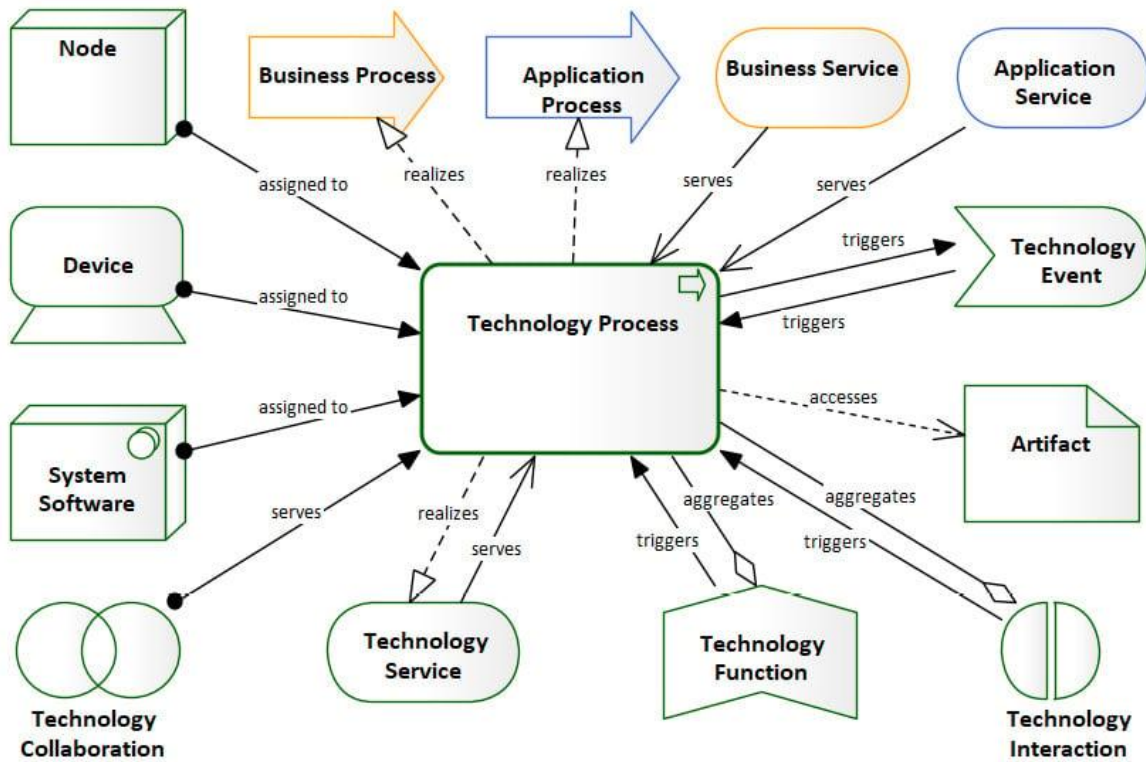 Node
Business Process
Application
Process
Business Service
Application
Service
assigned to
realizes
realizes
serves
serves
Device
assigned to
Technology Process
triggers
triggers
Technology
Event
System
Software
assigned to
accesses
Artifact
serves
realizes
serves
aggregates
triggers
aggregates
triggers
Technology
Collaboration
Technology
Service
Technology
Function
Technology
Interaction